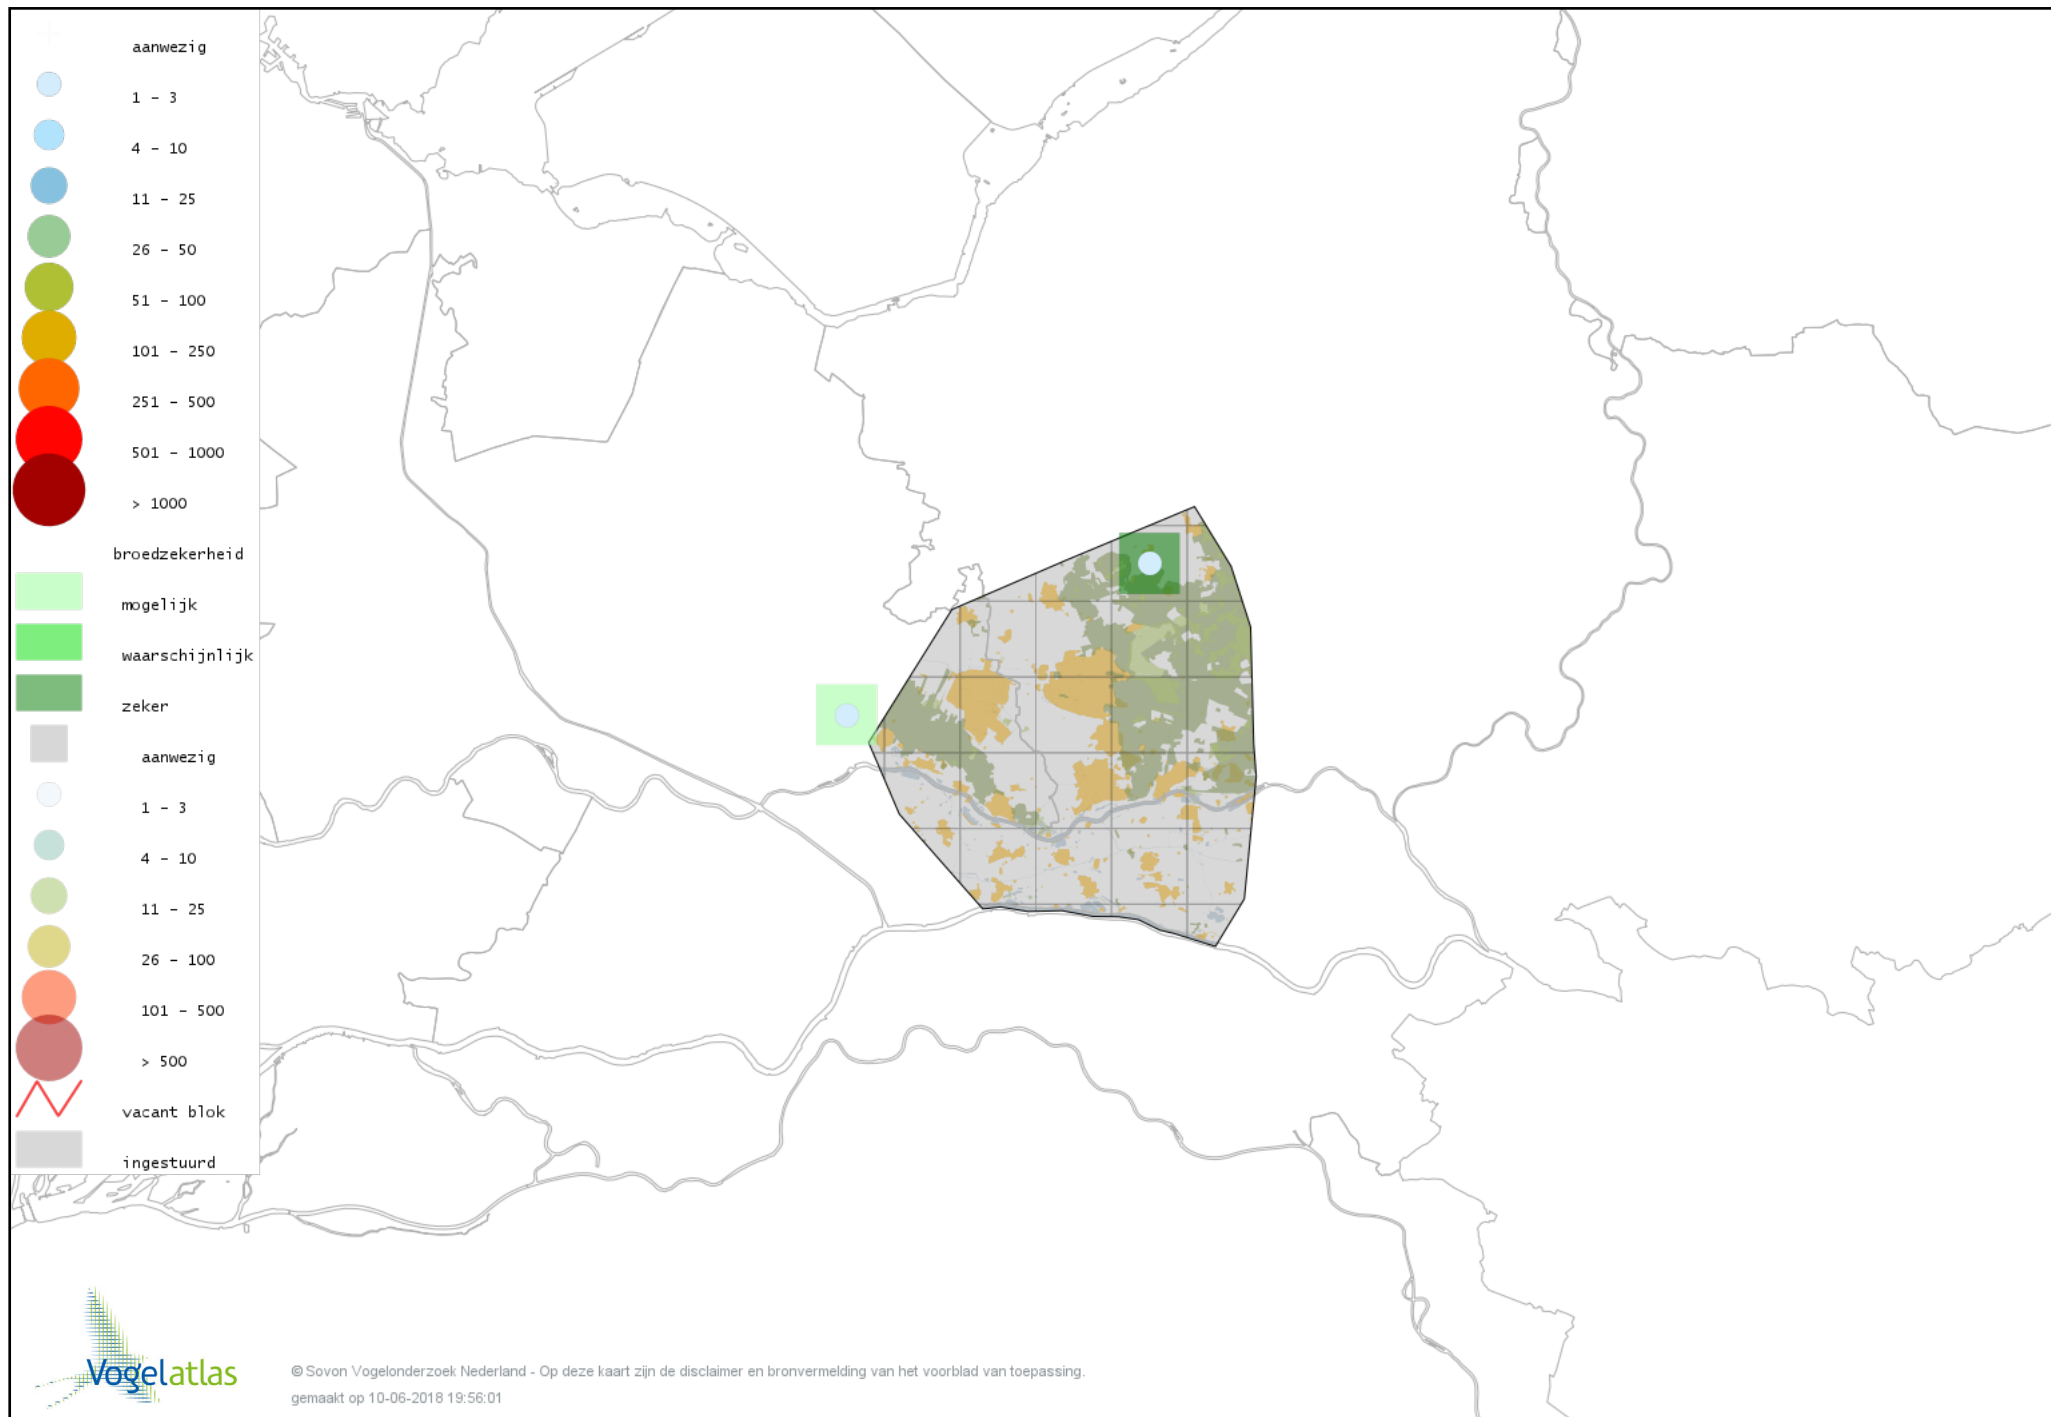 aanwezig
1 - 3
4 - 10
11 - 25
26 - 50
51 - 100
101 - 250
251 - 500
501 - 1000
> 1000
broedzekerheid
mogelijk
waarschijnlijk
zeker
aanwezig
1 - 3
4 - 10
11 - 25
26 - 100
101 - 500
> 500
vacant blok
ingestuurd
Vogelatlas
© Sovon Vogelonderzoek Nederland - Op deze kaart zijn de disclaimer en bronvermelding van het voorblad van toepassing.
gemaakt op 10-06-2018 19:56:01